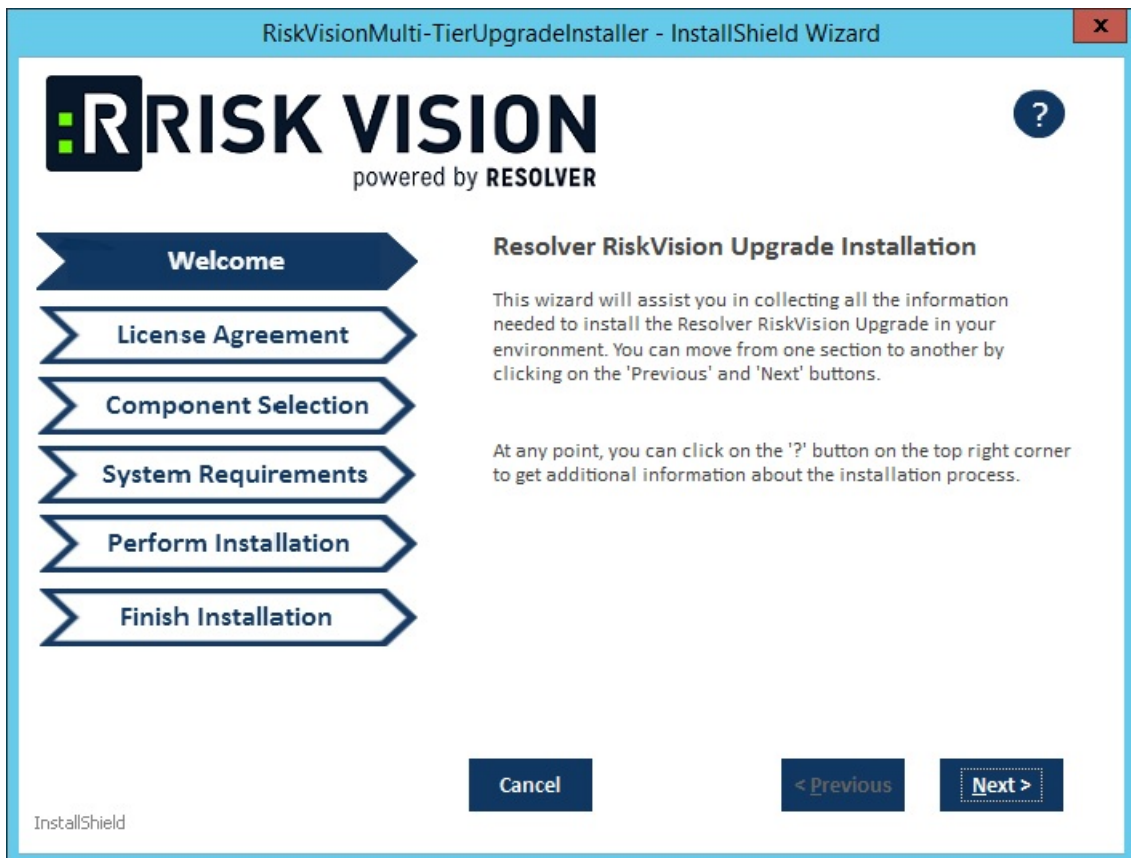 RiskVisionMulti-TierUpgradeInstaller - InstallShield Wizard
x
:R RISK VISION
powered by RESOLVER
?
Welcome
License Agreement
Component Selection
System Requirements
Perform Installation
Finish Installation
Resolver RiskVision Upgrade Installation
This wizard will assist you in collecting all the information
needed to install the Resolver RiskVision Upgrade in your
environment. You can move from one section to another by
clicking on the 'Previous' and 'Next' buttons.
At any point, you can click on the '?' button on the top right corner
to get additional information about the installation process.
Cancel
< Previous
Next >
InstallShield